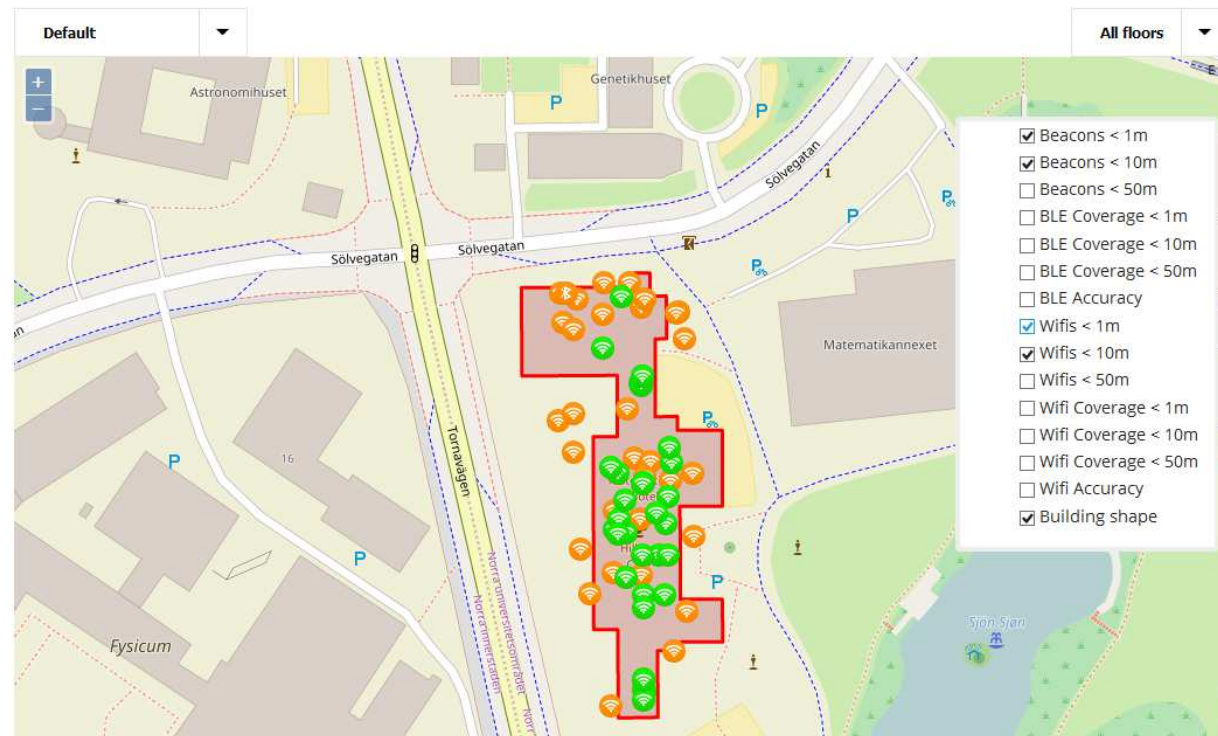 Default
All floors
+
−
Astronomihuset
Genetikhuset
P
P
Sölvegatan
P
P
P
Sölvegatan
Sölvegatan
Matematikannexet
P
Tornavägen
16
P
P
P
Norra universitetsområdet
Norra innerstaden
Norr
Fysicum
Sjön Sjøn
Beacons < 1m
Beacons < 10m
Beacons < 50m
BLE Coverage < 1m
BLE Coverage < 10m
BLE Coverage < 50m
BLE Accuracy
Wifis < 1m
Wifis < 10m
Wifis < 50m
Wifi Coverage < 1m
Wifi Coverage < 10m
Wifi Coverage < 50m
Wifi Accuracy
Building shape